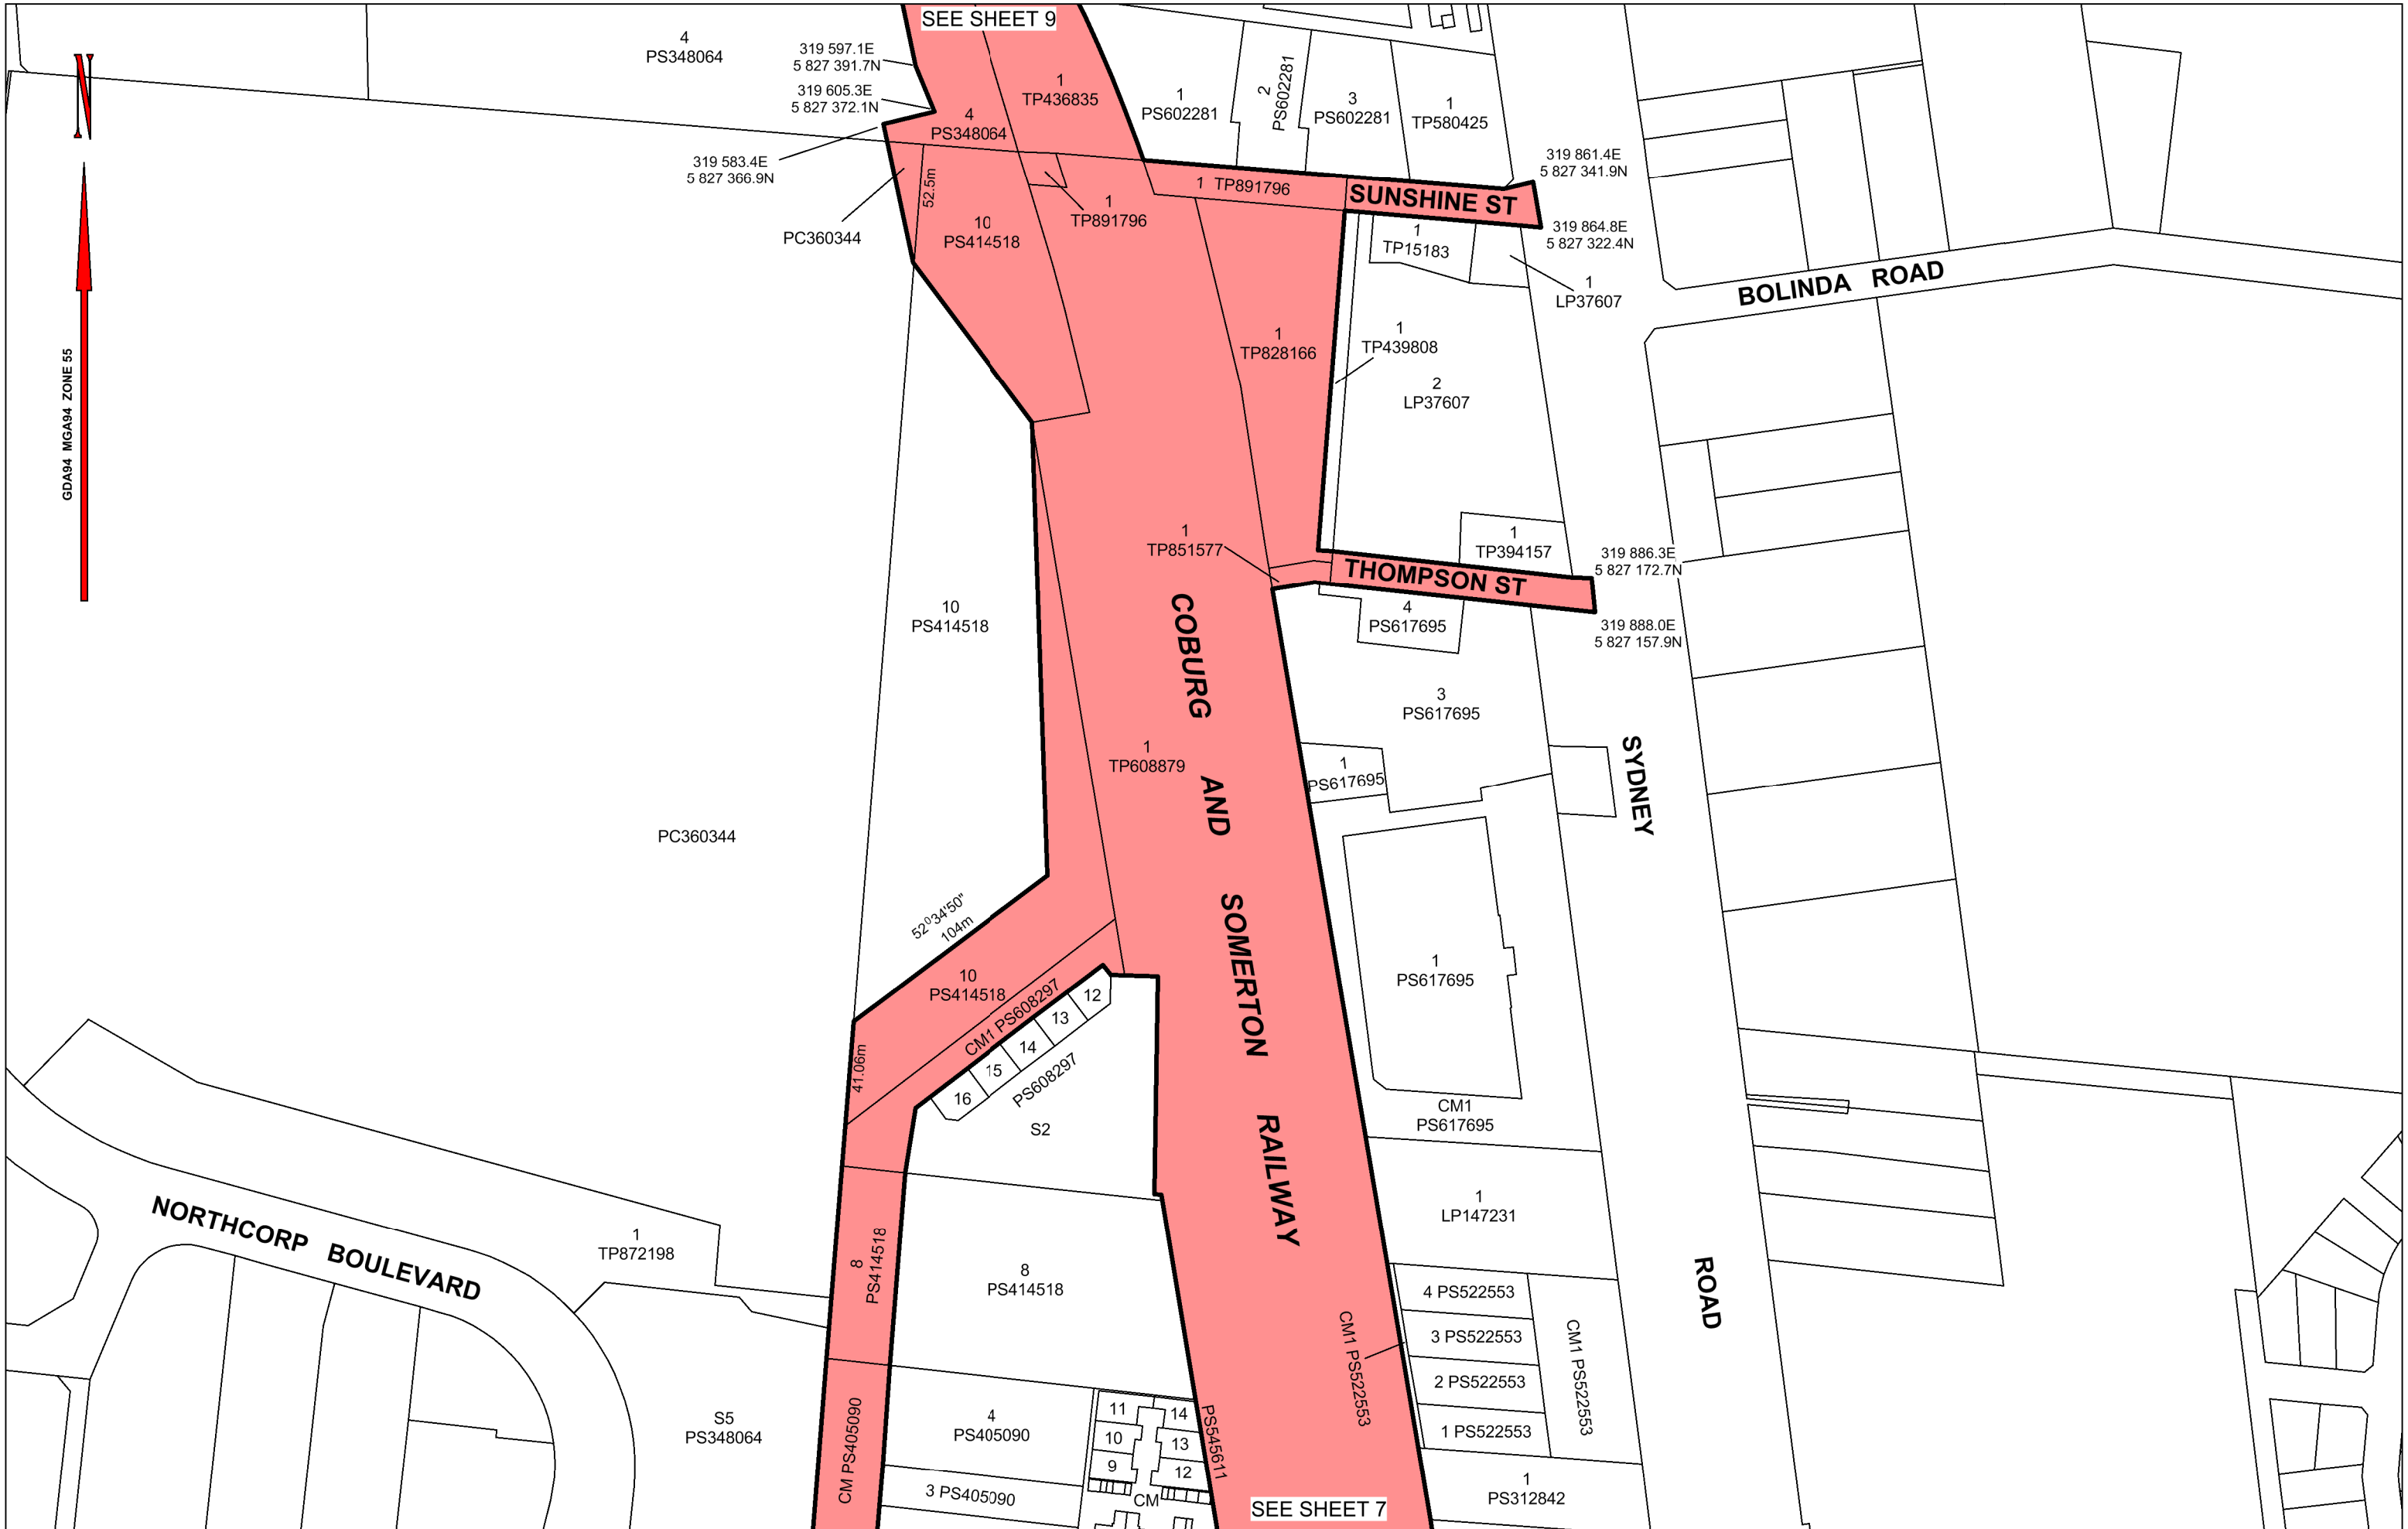 SEE SHEET 9
4
PS348064
319 597.1E
5 827 391.7N
319 605.3E
5 827 372.1N
319 583.4E
5 827 366.9N
N
GDA94 MGA94 ZONE 55
4
PS348064
1
TP436835
1
PS602281
2
PS602281
3
PS602281
1
TP580425
319 861.4E
5 827 341.9N
319 864.8E
5 827 322.4N
1 TP891796
SUNSHINE ST
1
TP891796
PC360344
52.5m
10
PS414518
1
TP15183
1
LP37607
BOLINDA ROAD
1
TP828166
1
TP439808
2
LP37607
1
TP851577
1
TP394157
THOMPSON ST
319 886.3E
5 827 172.7N
319 888.0E
5 827 157.9N
10
PS414518
4
PS617695
3
PS617695
1
TP608879
1
PS617695
COBURG AND SOMERTON RAILWAY
SYDNEY
ROAD
PC360344
52°34'50"
104m
10
PS414518
41.06m
CM1 PS608297
12
13
14
15
16
PS608297
S2
1
PS617695
CM1
PS617695
1
LP147231
NORTHCORP BOULEVARD
1
TP872198
8
PS414518
8
PS414518
4 PS522553
3 PS522553
2 PS522553
1 PS522553
CM1 PS522553
CM1 PS522553
S5
PS348064
CM PS405090
4
PS405090
3 PS405090
11
10
9
14
13
12
CM
PS545611
1
PS312842
SEE SHEET 7